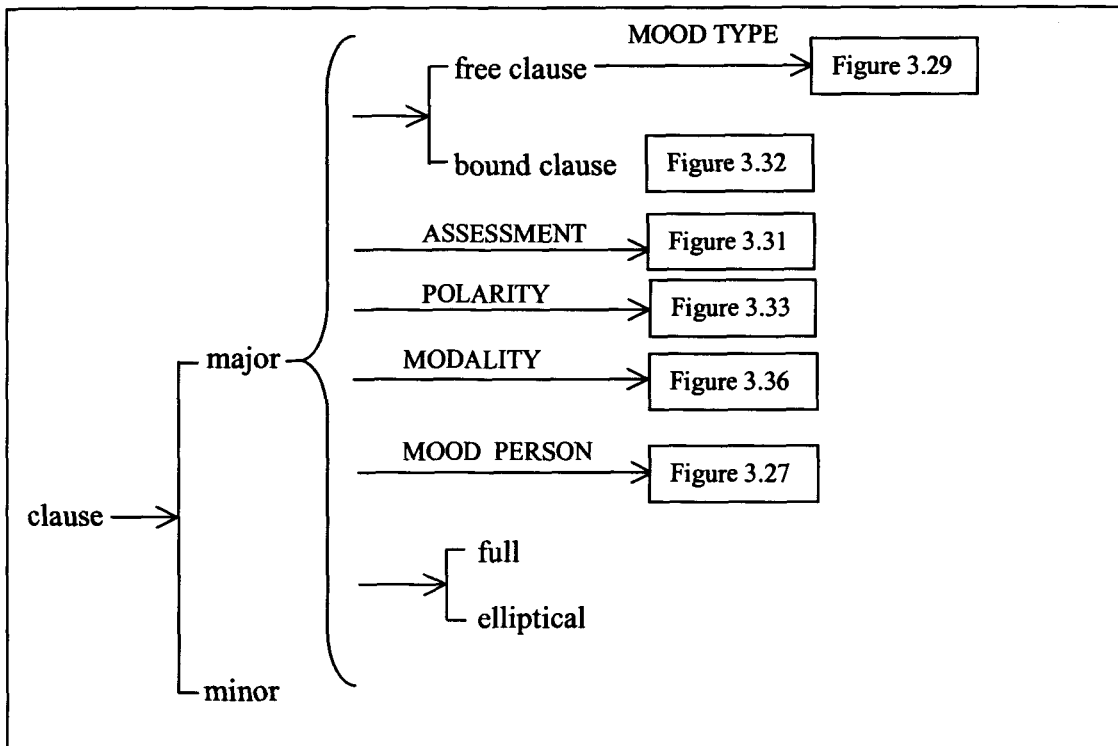 MOOD TYPE
free clause
Figure 3.29
bound clause
Figure 3.32
ASSESSMENT
Figure 3.31
POLARITY
Figure 3.33
major
MODALITY
Figure 3.36
MOOD PERSON
Figure 3.27
clause
full
elliptical
minor